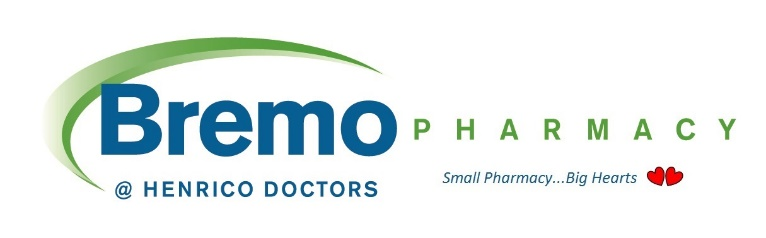 Bremo PHARMACY
@ HENRICO DOCTORS
Small Pharmacy...Big Hearts